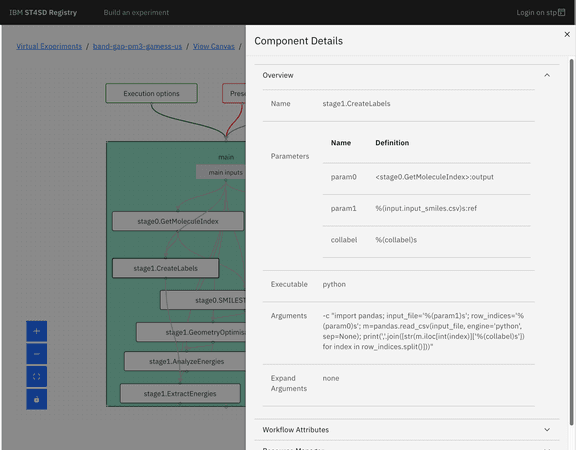 IBM ST4SD Registry
Build an experiment
Login on stp
Virtual Experiments / band-gap-pm3-gamess-us / View Canvas /
Execution options
Pres
main
main inputs
stage0.GetMoleculeIndex
stage1.CreateLabels
stage0.SMILEST
stage1.GeometryOptimis
stage1.AnalyzeEnergies
stage1.ExtractEnergies
Component Details
Overview
Name
stage1.CreateLabels
Parameters
Name
Definition
param0
<stage0.GetMoleculeIndex>:output
param1
%(input.input_smiles.csv)s:ref
collabel
%(collabel)s
Executable
python
Arguments
-c "import pandas; input_file='%(param1)s'; row_indices='%
(param0)s'; m=pandas.read_csv(input_file, engine='python',
sep=None); print(','.join([str(m.iloc[int(index)]['%(collabel)s'])
for index in row_indices.split()]))"
Expand
Arguments
none
Workflow Attributes